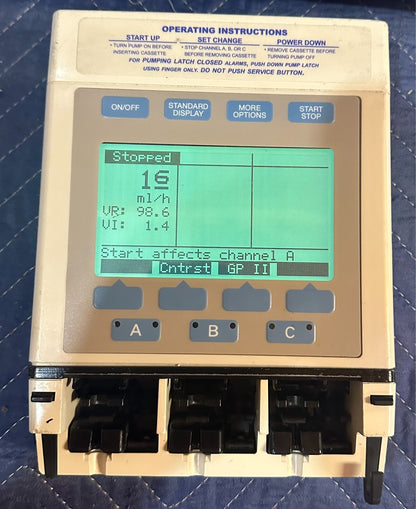 OPERATING INSTRUCTIONS
START UP SET CHANGE POWER DOWN
• TURN PUMP ON BEFORE • STOP CHANNEL A, B, OR C • REMOVE CASSETTE BEFORE
INSERTING CASSETTE BEFORE REMOVING CASSETTE TURNING PUMP OFF
FOR PUMPING LATCH CLOSED ALARMS, PUSH DOWN PUMP LATCH
USING FINGER ONLY. DO NOT PUSH SERVICE BUTTON.
ON/OFF STANDARD DISPLAY MORE OPTIONS START STOP
Stopped
16
ml/h
VR: 98.6
VI: 1.4
Start affects channel A
Cntrst GP II
A B C